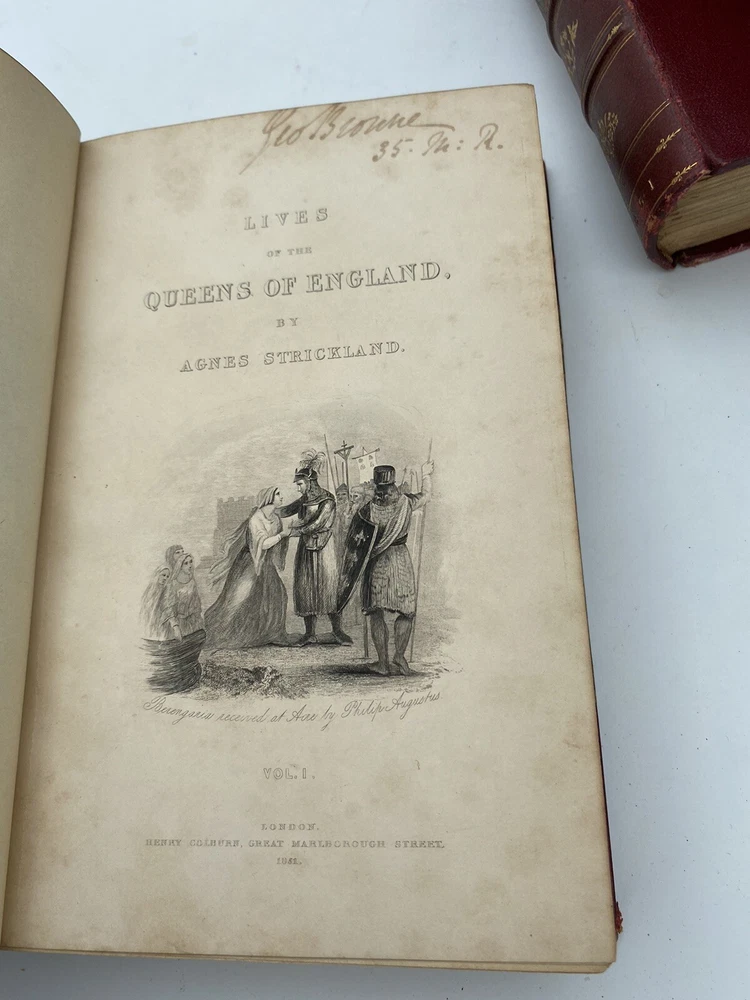 Geo Browne
35. M: R.
LIVES
OF THE
QUEENS OF ENGLAND,
BY
AGNES STRICKLAND.
Berengaria received at Acre by Philip Augustus
VOL. I.
LONDON.
HENRY COLBURN, GREAT MARLBOROUGH STREET,